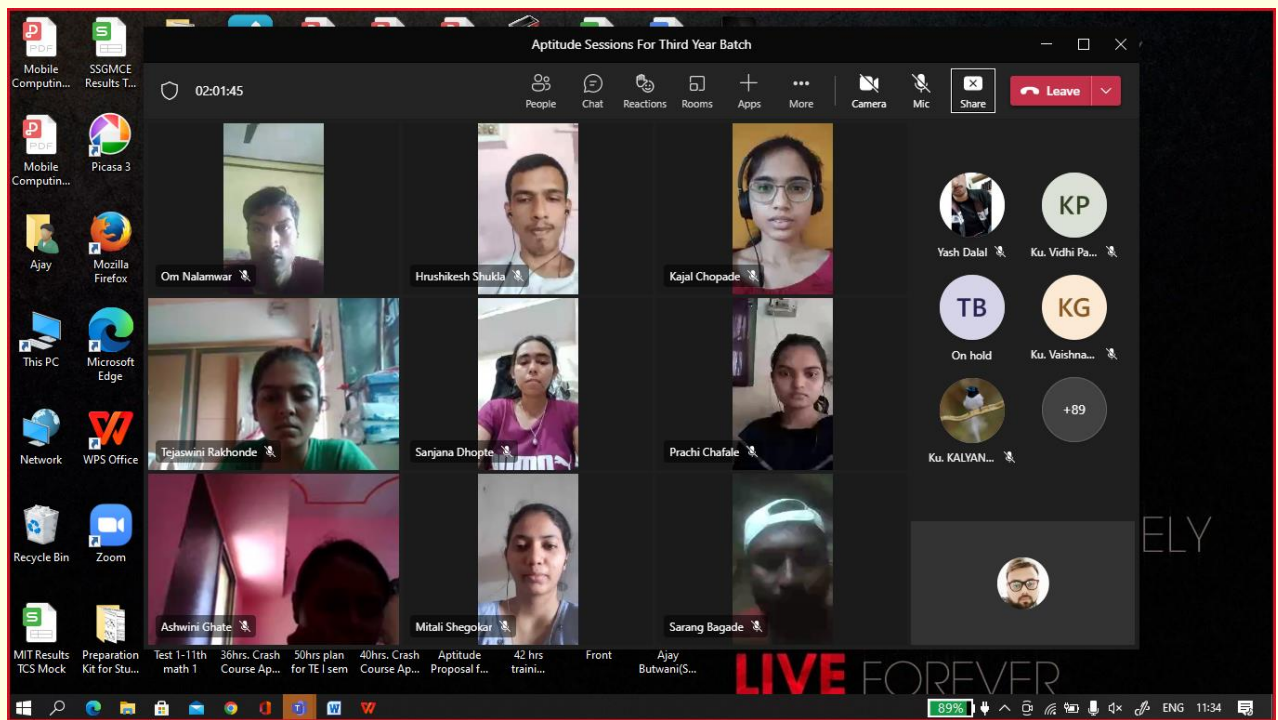 Aptitude Sessions For Third Year Batch
02:01:45
People
Chat
Reactions
Rooms
Apps
More
Camera
Mic
Share
Leave
Om Nalamwar
Hrushikesh Shukla
Kajal Chopade
Tejaswini Rakhonde
Sanjana Dhopte
Prachi Chafale
Ashwini Ghate
Mitali Shegokar
Sarang Bagade
Yash Dalal
KP
Ku. Vidhi Pa...
TB
On hold
KG
Ku. Vaishna...
Ku. KALYAN...
+89
PDF
Mobile
Computin...
SSGMCE
Results T...
PDF
Mobile
Computin...
Picasa 3
Ajay
Mozilla
Firefox
This PC
Microsoft
Edge
Network
WPS Office
Recycle Bin
Zoom
MIT Results
TCS Mock
Preparation
Kit for Stu...
Test 1-11th
math 1
36hrs. Crash
Course Ap...
50hrs plan
for TE I sem
40hrs. Crash
Course Ap...
Aptitude
Proposal f...
42 hrs
traini...
Front
Ajay
Butwani(S...
ELY
LIVE FOREVER
89%
ENG
11:34